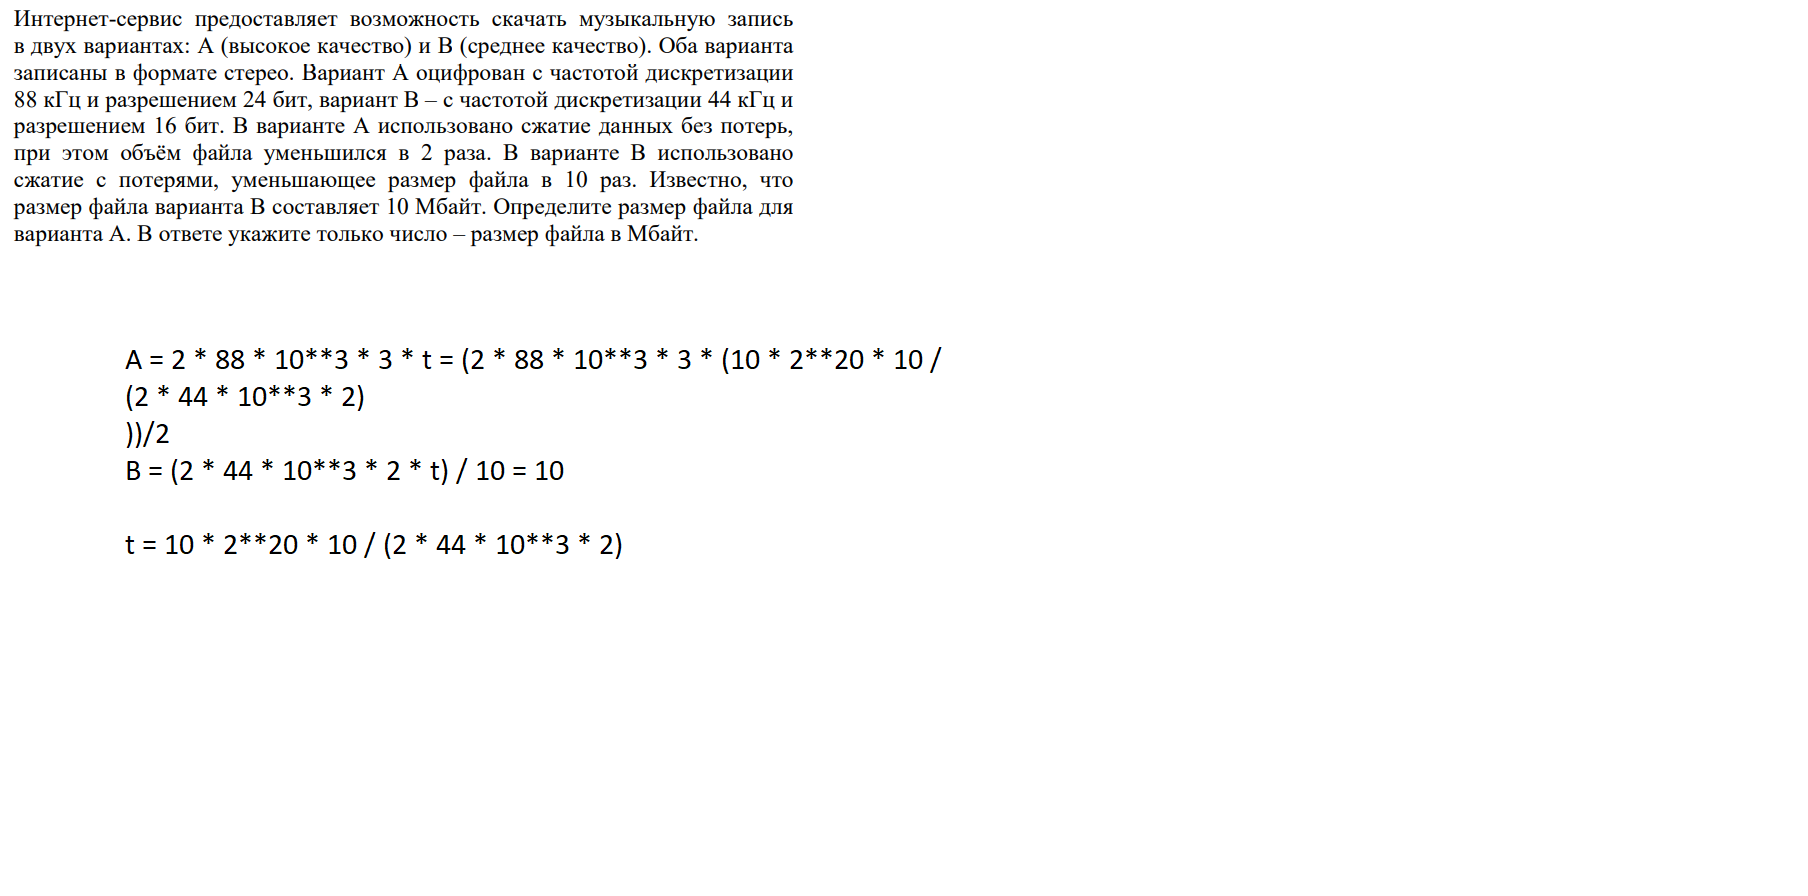 Интернет-сервис предоставляет возможность скачать музыкальную запись
в двух вариантах: А (высокое качество) и В (среднее качество). Оба варианта
записаны в формате стерео. Вариант А оцифрован с частотой дискретизации
88 кГц и разрешением 24 бит, вариант В – с частотой дискретизации 44 кГц и
разрешением 16 бит. В варианте А использовано сжатие данных без потерь,
при этом объём файла уменьшился в 2 раза. В варианте В использовано
сжатие с потерями, уменьшающее размер файла в 10 раз. Известно, что
размер файла варианта В составляет 10 Мбайт. Определите размер файла для
варианта А. В ответе укажите только число – размер файла в Мбайт.
A = 2 * 88 * 10**3 * 3 * t = (2 * 88 * 10**3 * 3 * (10 * 2**20 * 10 /
(2 * 44 * 10**3 * 2)
))/2
B = (2 * 44 * 10**3 * 2 * t) / 10 = 10
t = 10 * 2**20 * 10 / (2 * 44 * 10**3 * 2)